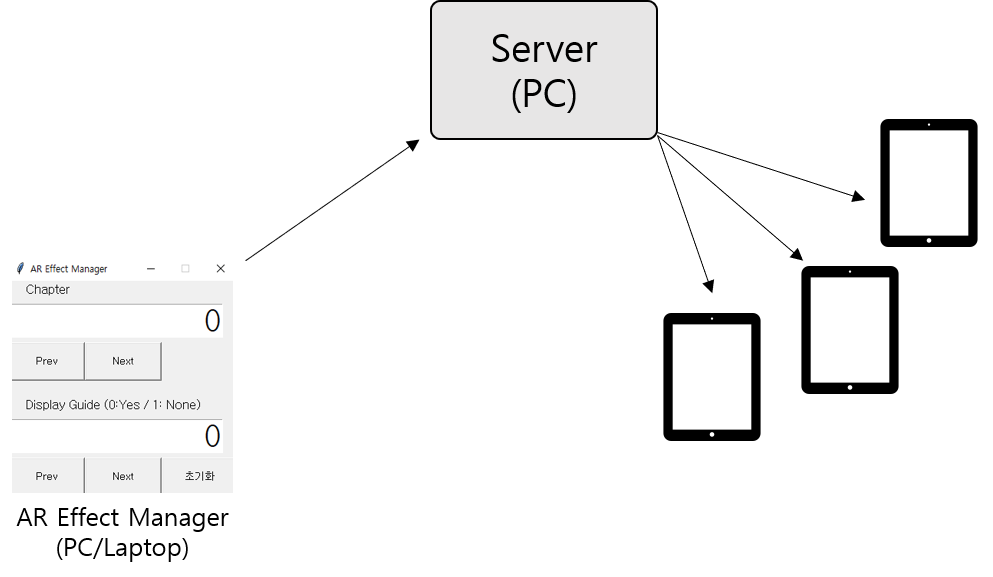 Server
(PC)
AR Effect Manager
Chapter
0
Prev Next
Display Guide (0:Yes / 1: None)
0
Prev Next 초기화
AR Effect Manager
(PC/Laptop)